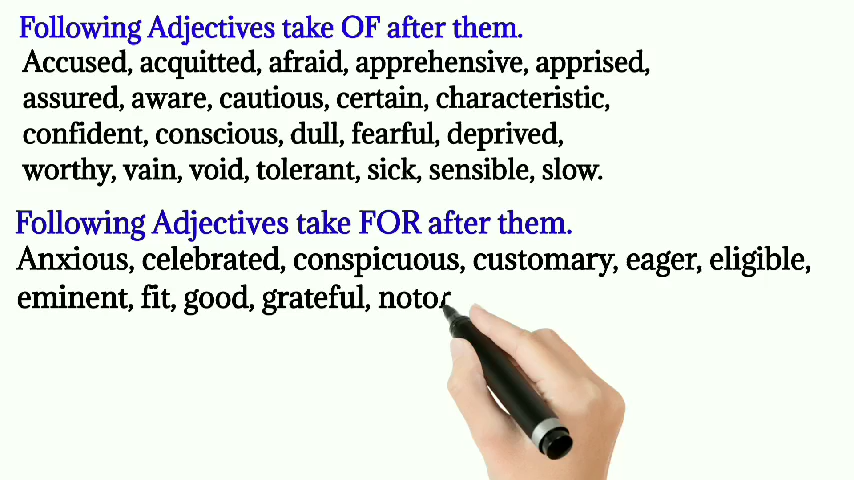 Following Adjectives take OF after them.
Accused, acquitted, afraid, apprehensive, apprised,
assured, aware, cautious, certain, characteristic,
confident, conscious, dull, fearful, deprived,
worthy, vain, void, tolerant, sick, sensible, slow.
Following Adjectives take FOR after them.
Anxious, celebrated, conspicuous, customary, eager, eligible,
eminent, fit, good, grateful, notor